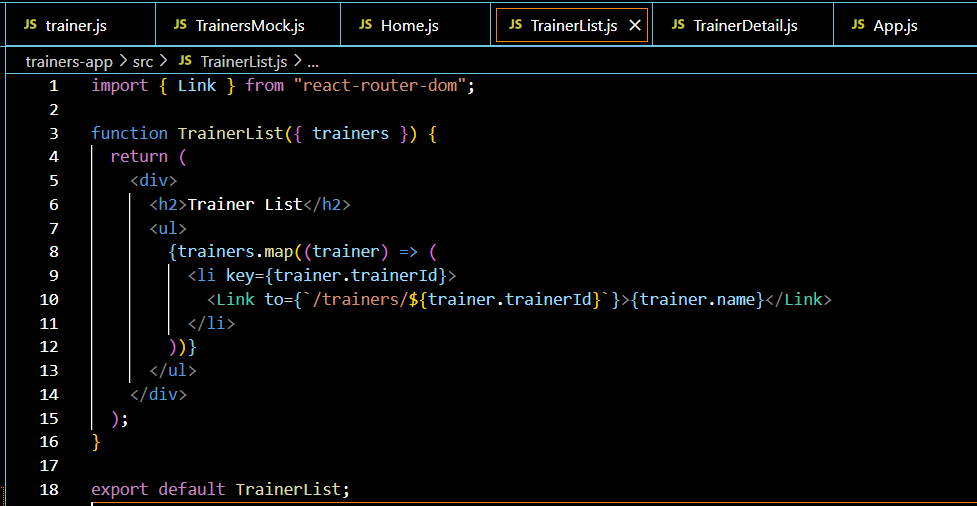 JS trainer.js JS TrainersMock.js JS Home.js JS TrainerList.js × JS TrainerDetail.js JS App.js
trainers-app > src > JS TrainerList.js > ...
1 import { Link } from "react-router-dom";
2
3 function TrainerList({ trainers }) {
4   return (
5     <div>
6       <h2>Trainer List</h2>
7       <ul>
8         {trainers.map((trainer) => (
9           <li key={trainer.trainerId}>
10             <Link to={`/trainers/${trainer.trainerId}`}>{trainer.name}</Link>
11           </li>
12         ))}
13       </ul>
14     </div>
15   );
16 }
17
18 export default TrainerList;